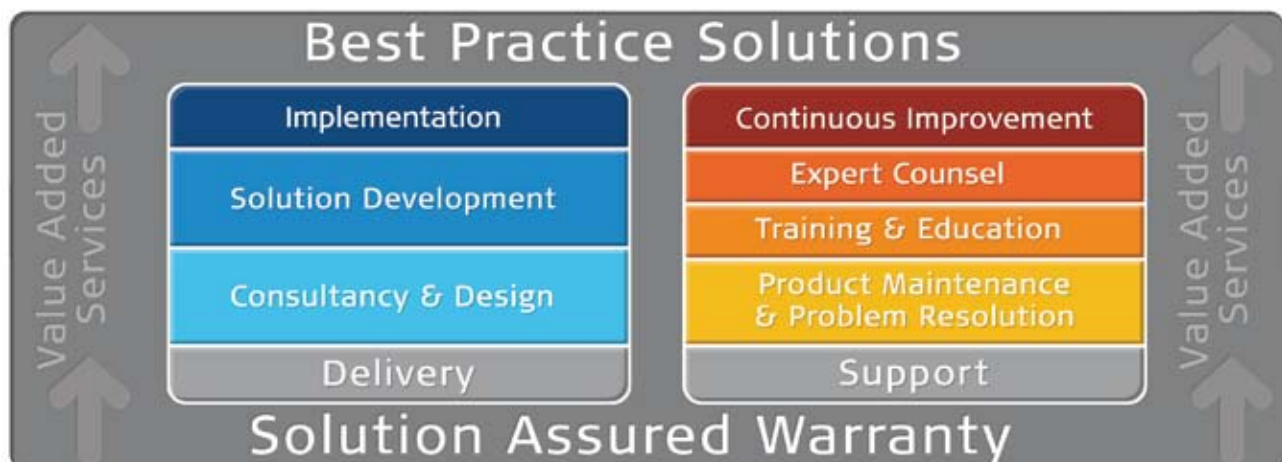 Best Practice Solutions
Value Added
Services
Implementation
Solution Development
Consultancy & Design
Delivery
Continuous Improvement
Expert Counsel
Training & Education
Product Maintenance
& Problem Resolution
Support
Value Added
Services
Solution Assured Warranty